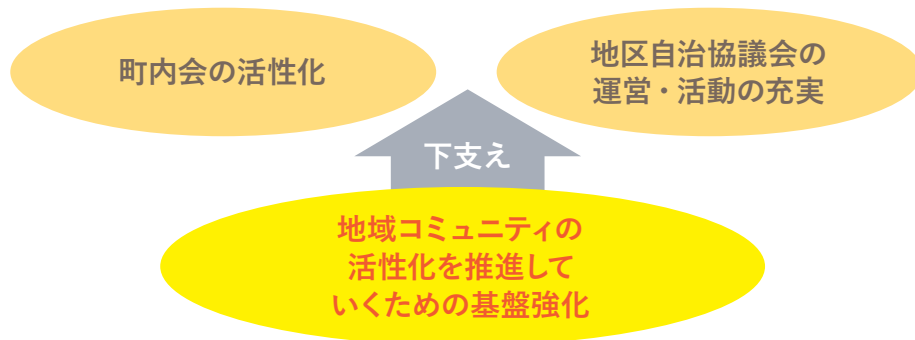 町内会の活性化
地区自治協議会の
運営・活動の充実
下支え
地域コミュニティの
活性化を推進して
いくための基盤強化